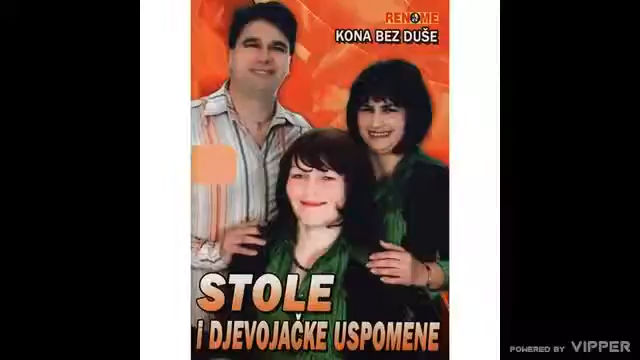 RENOME
KONA BEZ DUŠE
STOLE
I DJEVOJAČKE USPOMENE
POWERED BY VIPPER